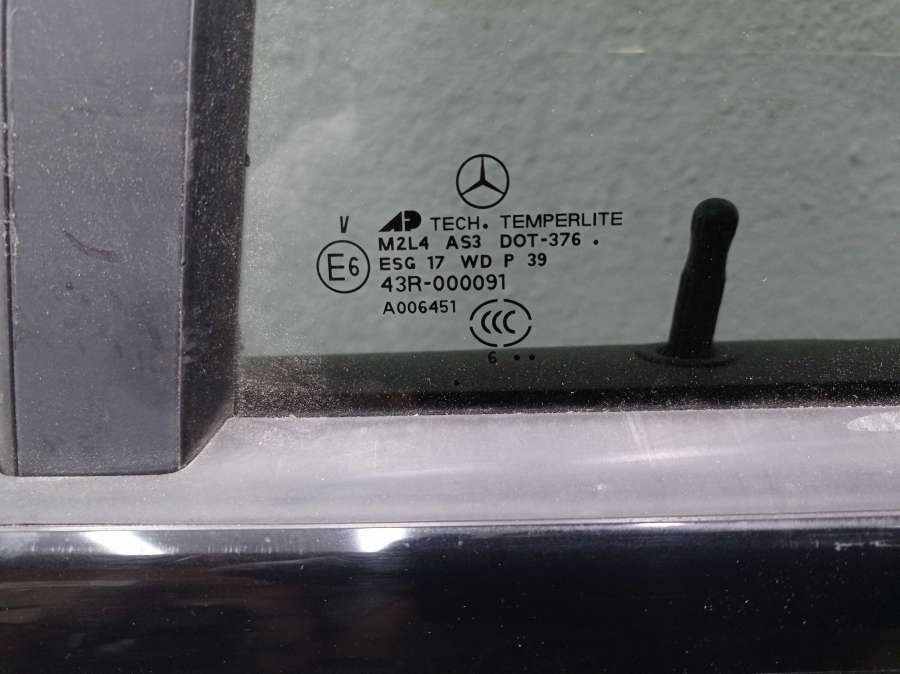 V
AP TECH. TEMPERLITE
M2L4 AS3 DOT-376 .
E6
ESG 17 WD P 39
43R-000091
A006451
CCC
6 ..